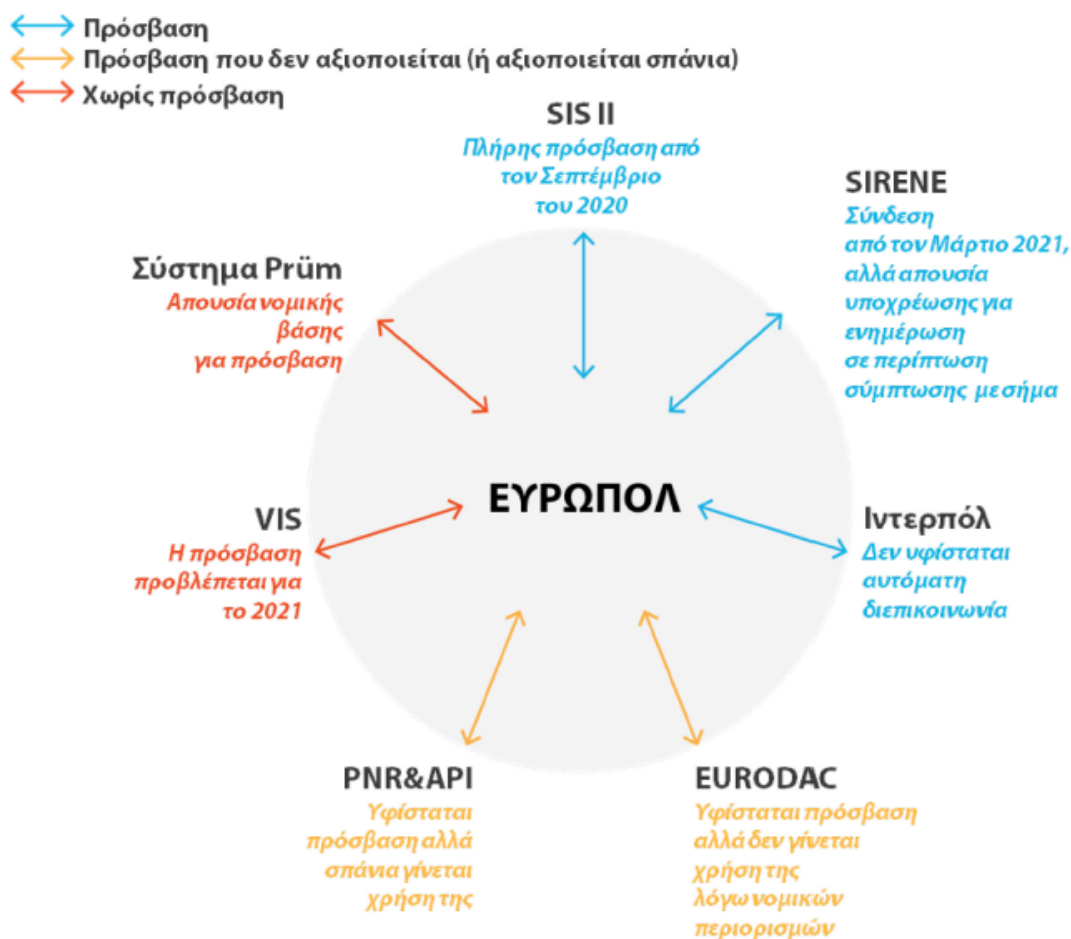 Πρόσβαση
Πρόσβαση που δεν αξιοποιείται (ή αξιοποιείται σπάνια)
Χωρίς πρόσβαση
SIS II
Πλήρης πρόσβαση από
τον Σεπτέμβριο
του 2020
SIRENE
Σύνδεση
από τον Μάρτιο 2021,
αλλά απουσία
υποχρέωσης για
ενημέρωση
σε περίπτωση
σύμπτωσης με σήμα
Σύστημα Prüm
Απουσία νομικής
βάσης
για πρόσβαση
ΕΥΡΩΠΟΛ
VIS
Η πρόσβαση
προβλέπεται για
το 2021
Ιντερπόλ
Δεν υφίσταται
αυτόματη
διεπικοινωνία
PNR&API
Υφίσταται
πρόσβαση αλλά
σπάνια γίνεται
χρήση της
EURODAC
Υφίσταται πρόσβαση
αλλά δεν γίνεται
χρήση της
λόγω νομικών
περιορισμών